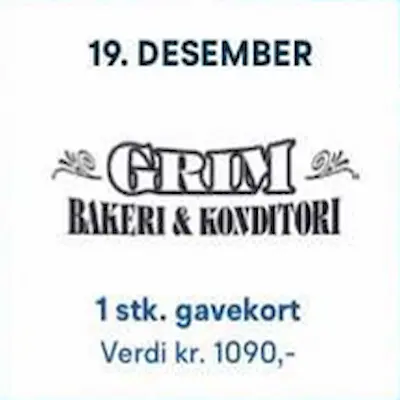 19. DESEMBER
GRIM
BAKERI & KONDITORI
1 stk. gavekort
Verdi kr. 1090,-